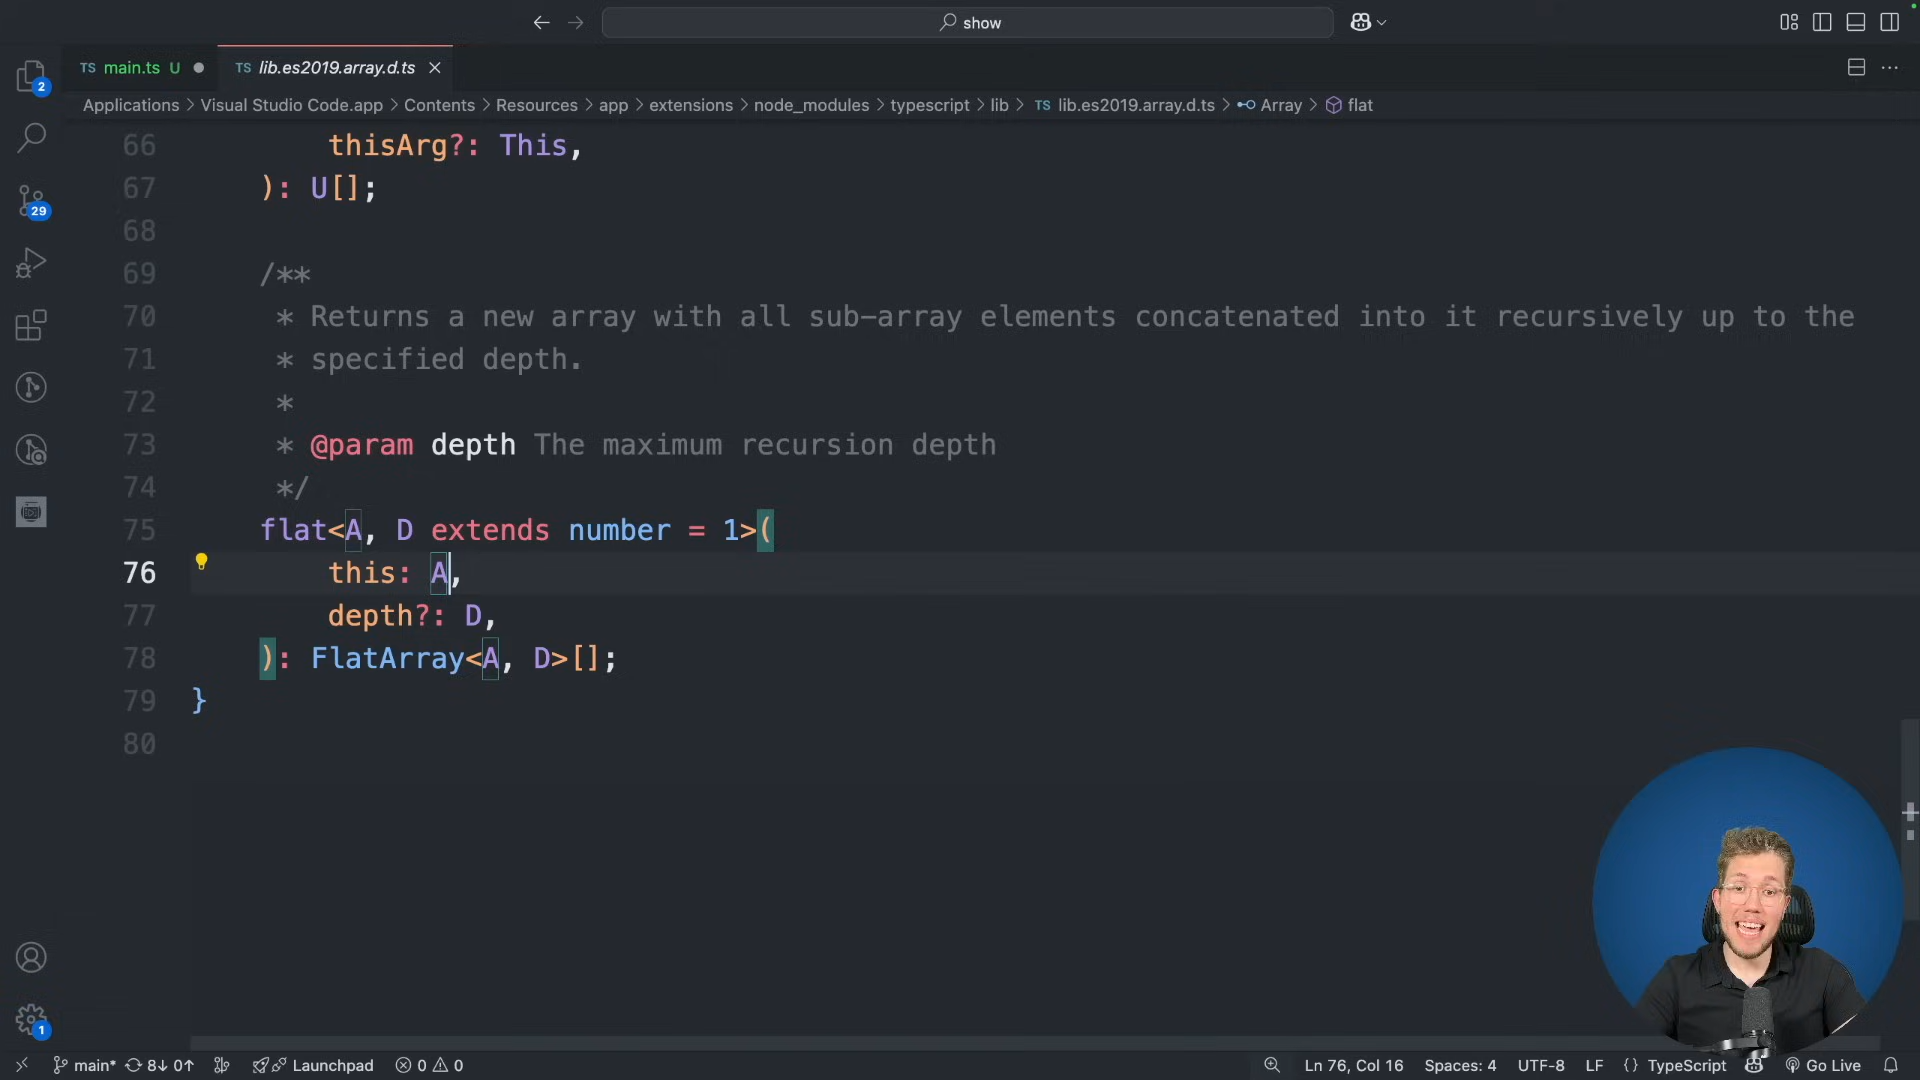 show
TS main.ts U
TS lib.es2019.array.d.ts
Applications > Visual Studio Code.app > Contents > Resources > app > extensions > node_modules > typescript > lib > TS lib.es2019.array.d.ts > Array > flat
66 thisArg?: This,
67 ): U[];
68
69 /**
70 * Returns a new array with all sub-array elements concatenated into it recursively up to the
71 * specified depth.
72 *
73 * @param depth The maximum recursion depth
74 */
75 flat<A, D extends number = 1>(
76 this: A,
77 depth?: D,
78 ): FlatArray<A, D>[];
79 }
80
2
29
1
main* 8↓ 0↑ Launchpad 0 0 Ln 76, Col 16 Spaces: 4 UTF-8 LF {} TypeScript Go Live